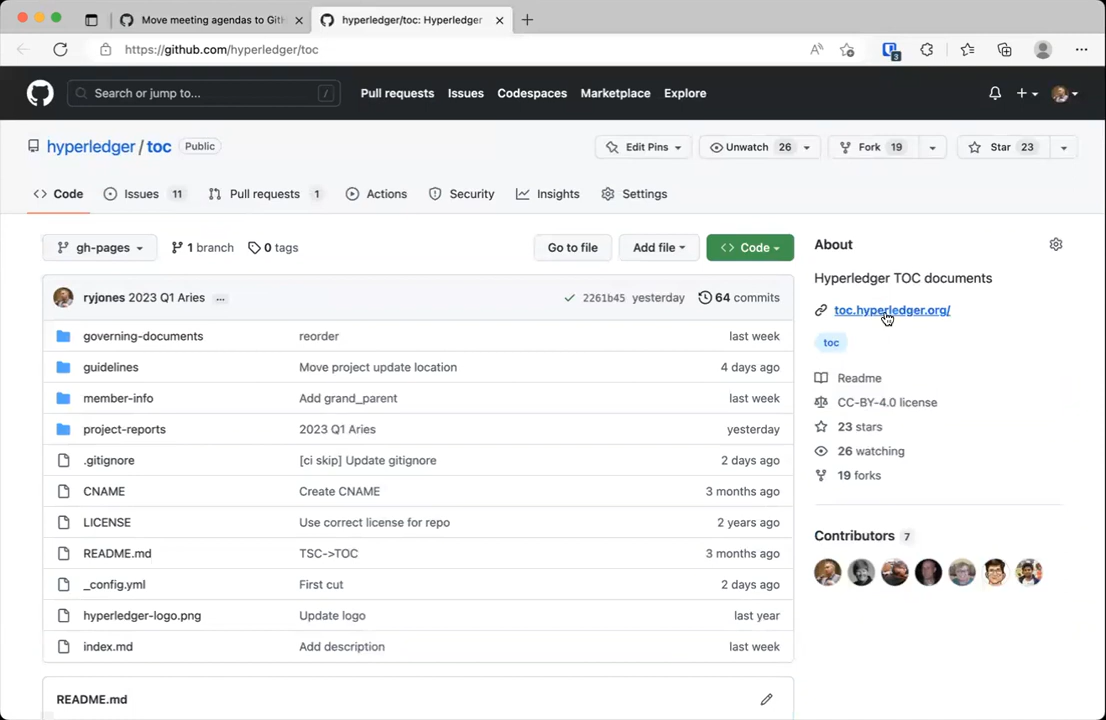 Move meeting agendas to Gith
hyperledger/toc: Hyperledger
https://github.com/hyperledger/toc
3
Search or jump to... /
Pull requests Issues Codespaces Marketplace Explore
hyperledger / toc Public
Edit Pins Unwatch 26 Fork 19 Star 23
Code Issues 11 Pull requests 1 Actions Security Insights Settings
gh-pages 1 branch 0 tags Go to file Add file Code
About
Hyperledger TOC documents
toc.hyperledger.org/
toc
Readme
CC-BY-4.0 license
23 stars
26 watching
19 forks
Contributors 7
ryjones 2023 Q1 Aries ... 2261b45 yesterday 64 commits
governing-documents reorder last week
guidelines Move project update location 4 days ago
member-info Add grand_parent last week
project-reports 2023 Q1 Aries yesterday
.gitignore [ci skip] Update gitignore 2 days ago
CNAME Create CNAME 3 months ago
LICENSE Use correct license for repo 2 years ago
README.md TSC->TOC 3 months ago
_config.yml First cut 2 days ago
hyperledger-logo.png Update logo last year
index.md Add description last week
README.md